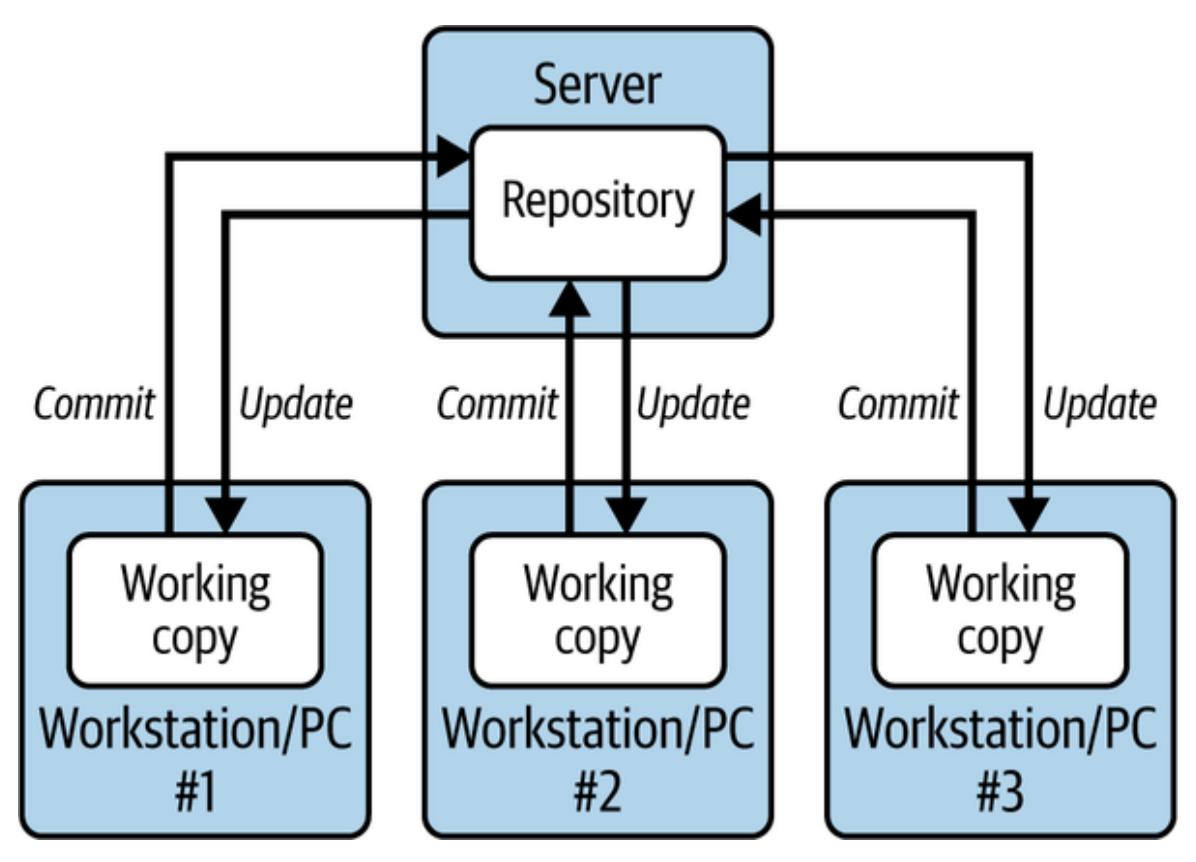 Server
Repository
Commit
Update
Commit
Update
Commit
Update
Working
copy
Workstation/PC
#1
Working
copy
Workstation/PC
#2
Working
copy
Workstation/PC
#3